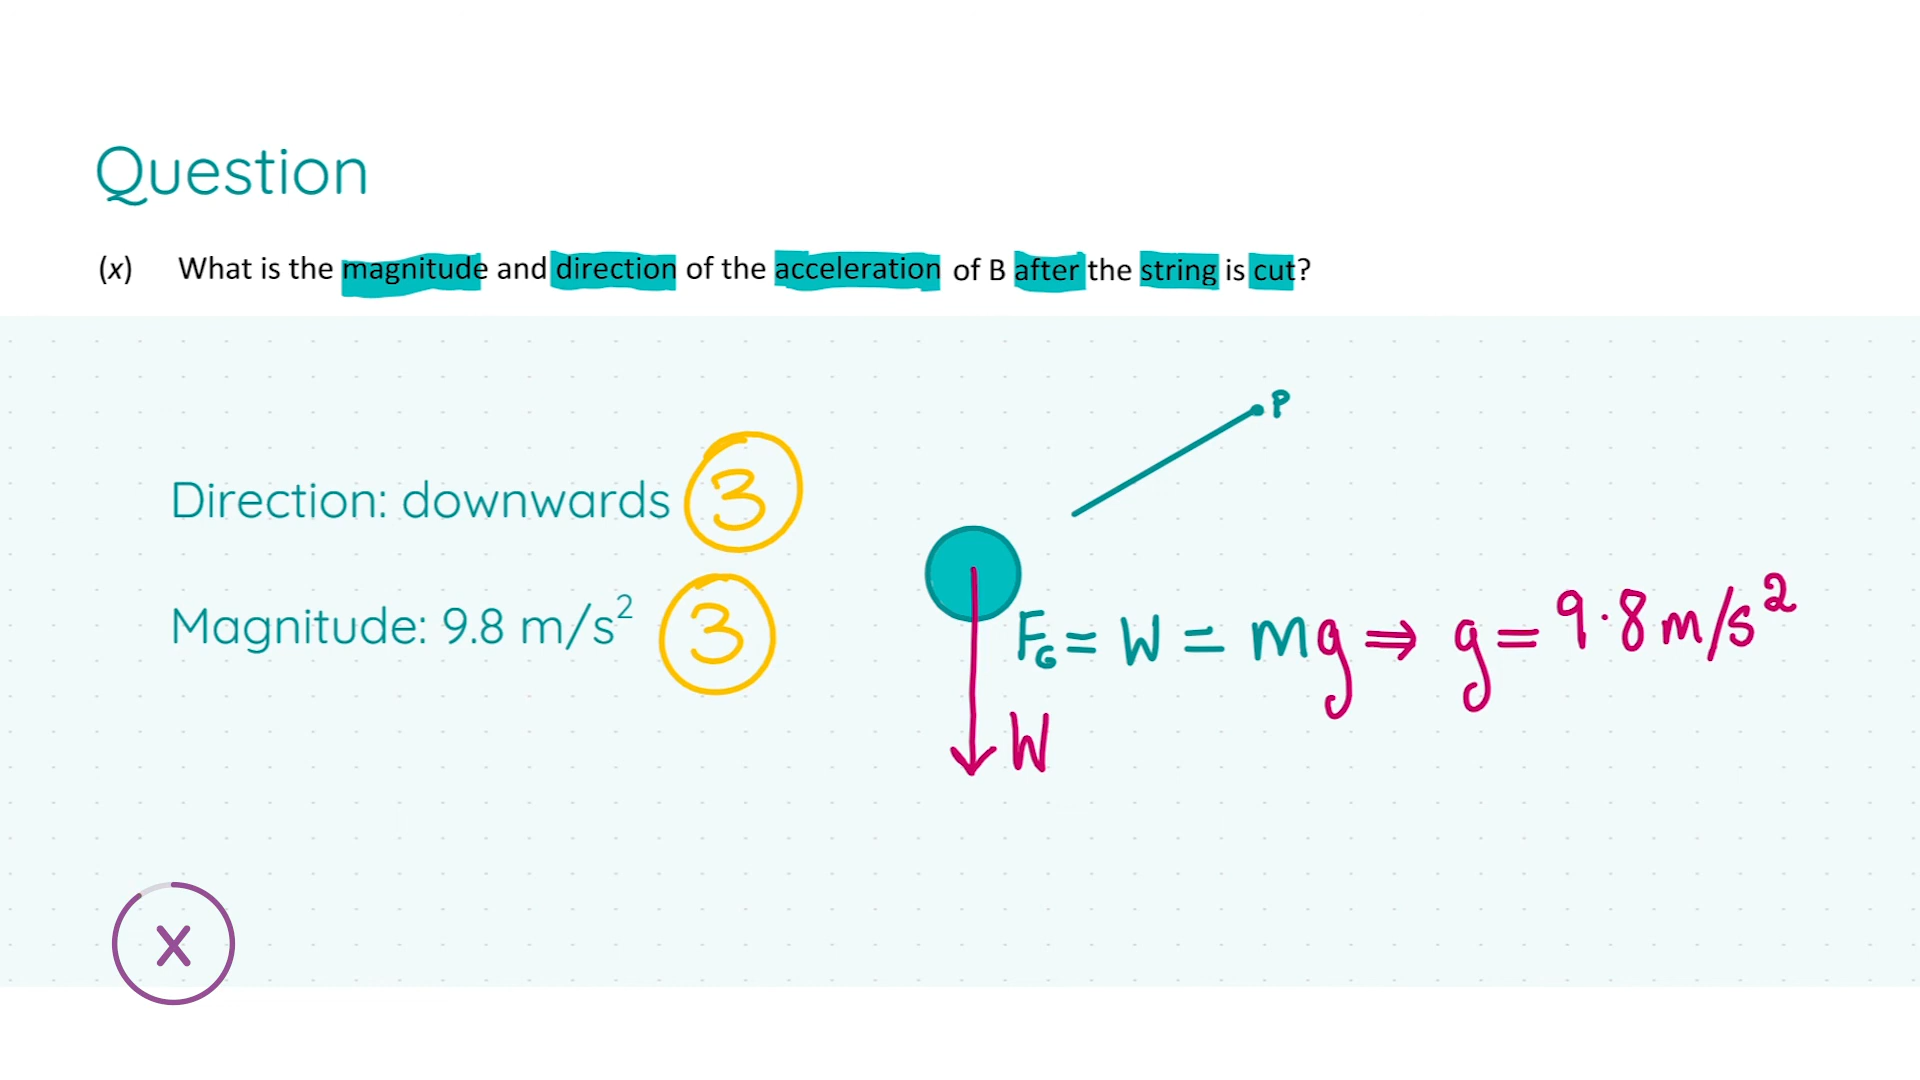 Question
(x) What is the magnitude and direction of the acceleration of B after the string is cut?
P
Direction: downwards 3
Magnitude: 9.8 m/s² 3
F_G = W = mg ⇒ g = 9.8 m/s²
W
X